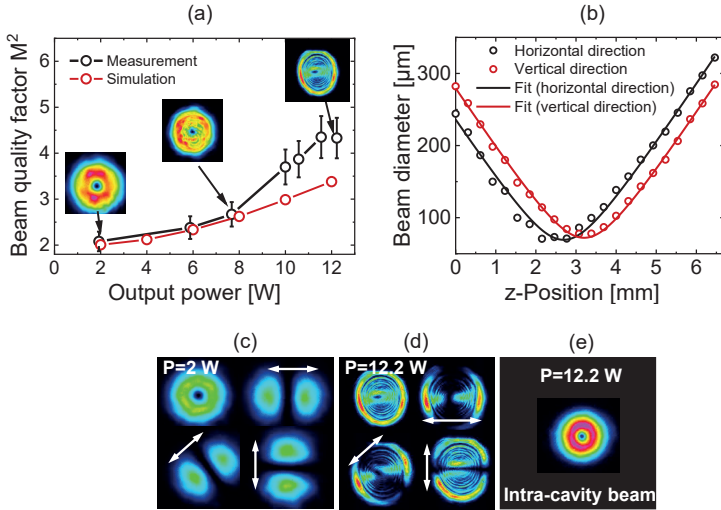 (a)
Beam quality factor M²
5
4
3
2
Measurement
Simulation
0 2 4 6 8 10 12
Output power [W]
(b)
Beam diameter [µm]
300
200
100
Horizontal direction
Vertical direction
Fit (horizontal direction)
Fit (vertical direction)
0 1 2 3 4 5 6
z-Position [mm]
(c)
P=2 W
(d)
P=12.2 W
(e)
P=12.2 W
Intra-cavity beam